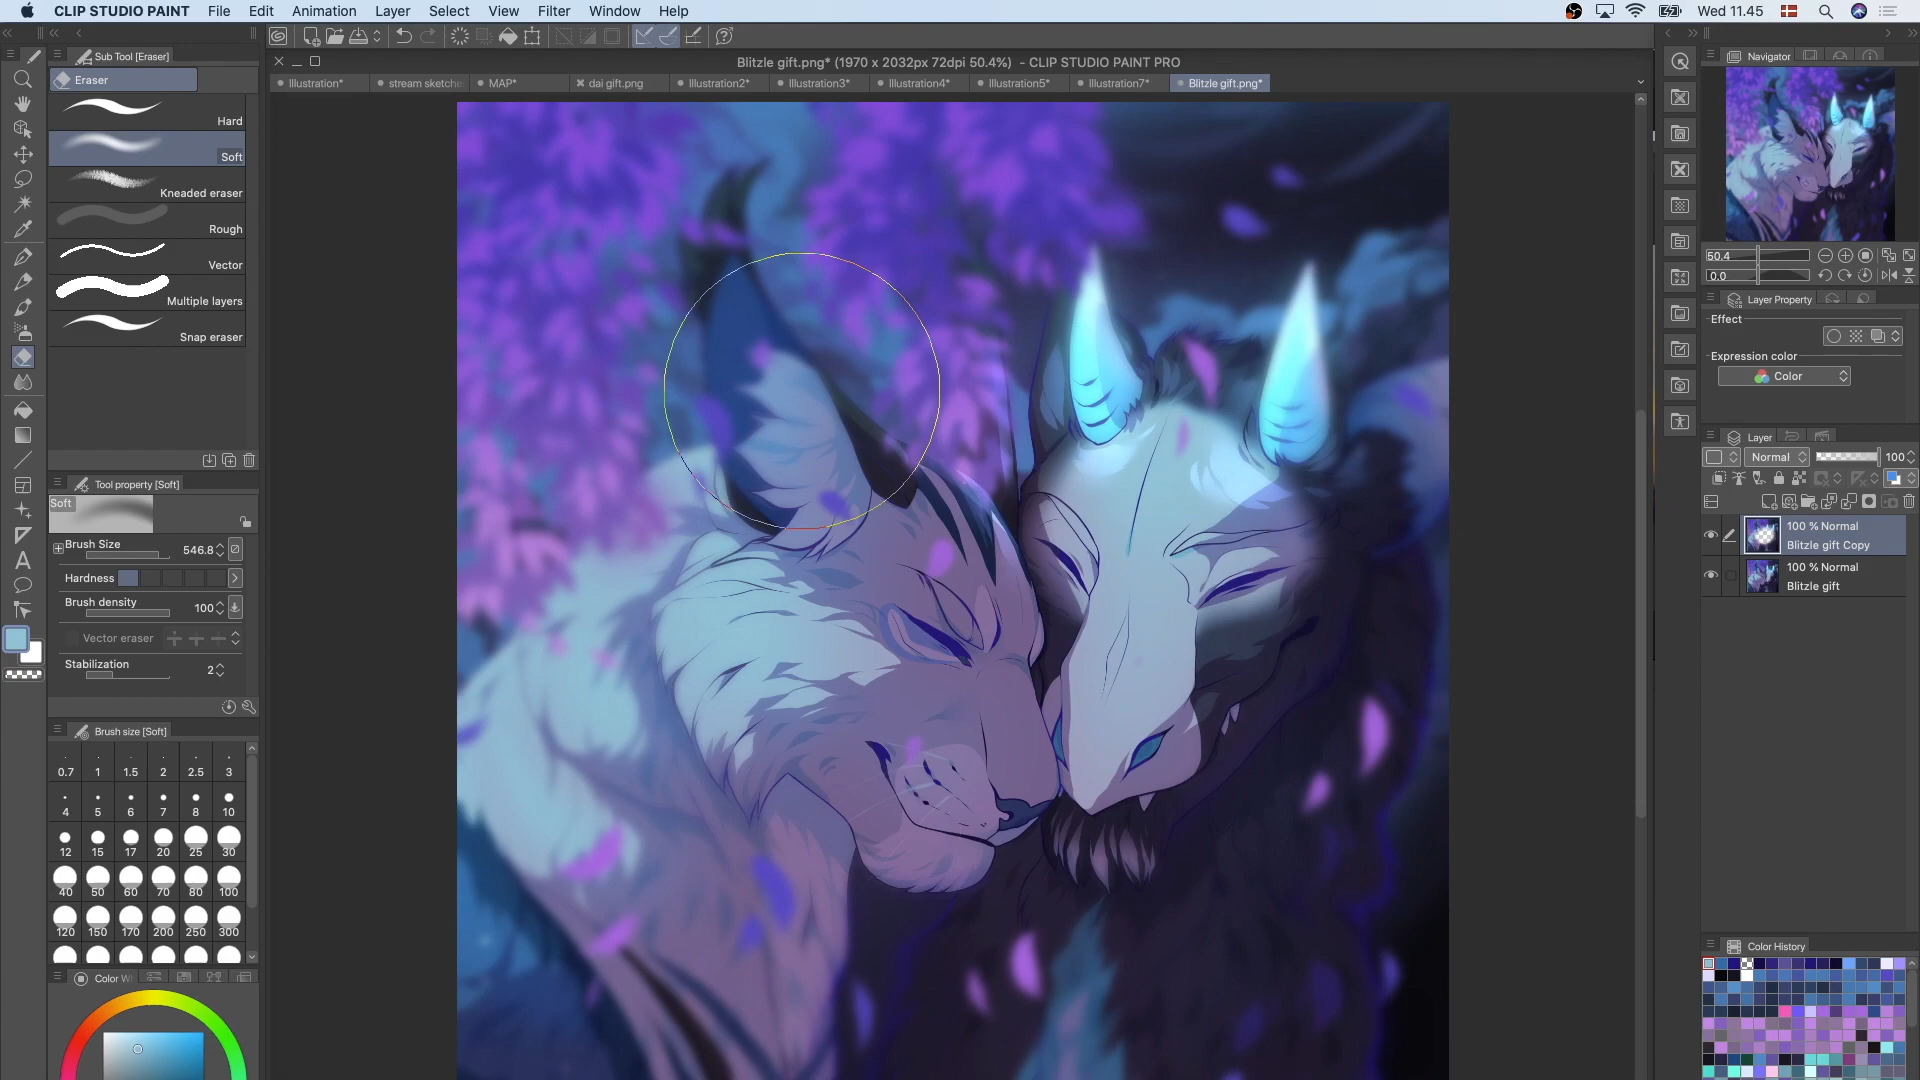 CLIP STUDIO PAINT File Edit Animation Layer Select View Filter Window Help Wed 11.45
Sub Tool [Eraser]
Eraser
Hard
Soft
Kneaded eraser
Rough
Vector
Multiple layers
Snap eraser
Tool property [Soft]
Soft
Brush Size 546.8
Hardness
Brush density 100
Vector eraser
Stabilization 2
Brush size [Soft]
0.7 1 1.5 2 2.5 3
4 5 6 7 8 10
12 15 17 20 25 30
40 50 60 70 80 100
120 150 170 200 250 300
Color W
Blitzle gift.png* (1970 x 2032px 72dpi 50.4%) - CLIP STUDIO PAINT PRO
Illustration* stream sketche MAP* dai gift.png Illustration2* Illustration3* Illustration4* Illustration5* Illustration7* Blitzle gift.png*
Navigator
50.4
0.0
Layer Property
Effect
Expression color
Color
Layer
Normal 100
100 % Normal
Blitzle gift Copy
100 % Normal
Blitzle gift
Color History